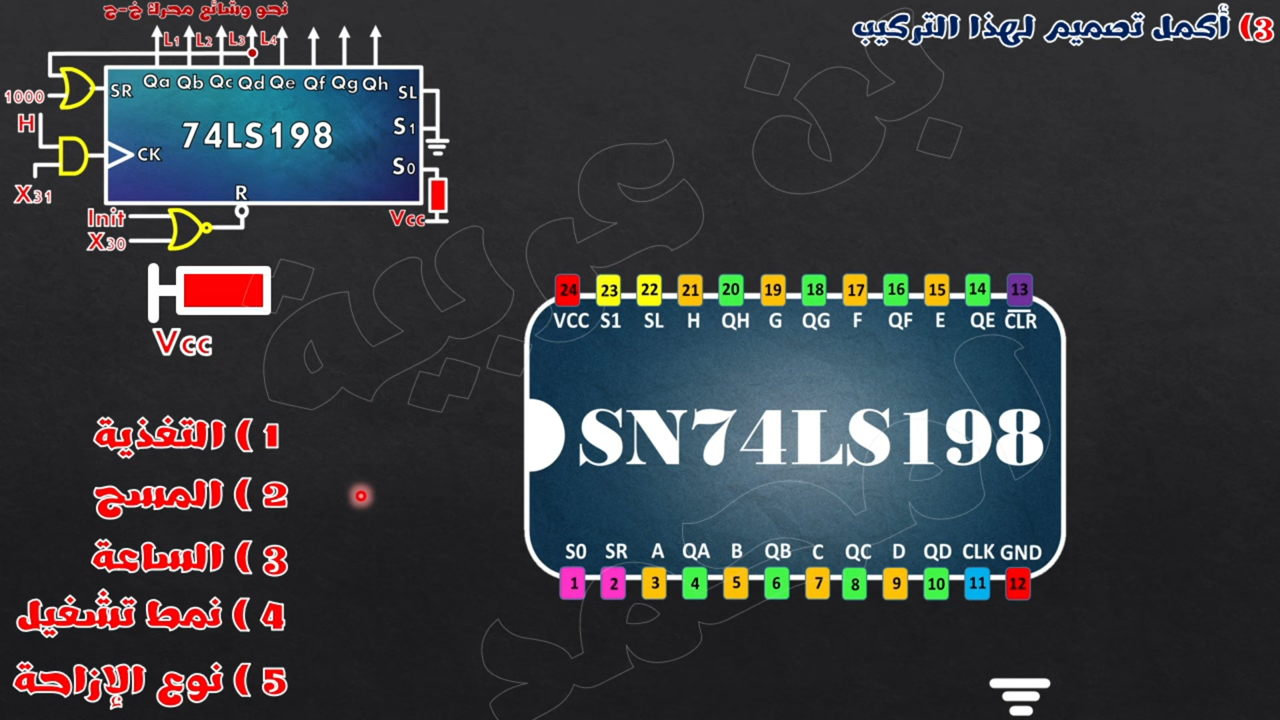 3) أكمل تصميم لهذا التركيب
نحو وشائع محرك خ-خ
L1 L2 L3 L4
Qa Qb Qc Qd Qe Qf Qg Qh
1000
SR
SL
H
74LS198
S1
CK
S0
X31
R
Init
X30
Vcc
Vcc
1 ) التغذية
2 ) المسح
3 ) الساعة
4 ) نمط تشغيل
5 ) نوع الإزاحة
24 23 22 21 20 19 18 17 16 15 14 13
VCC S1 SL H QH G QG F QF E QE CLR
SN74LS198
S0 SR A QA B QB C QC D QD CLK GND
1 2 3 4 5 6 7 8 9 10 11 12